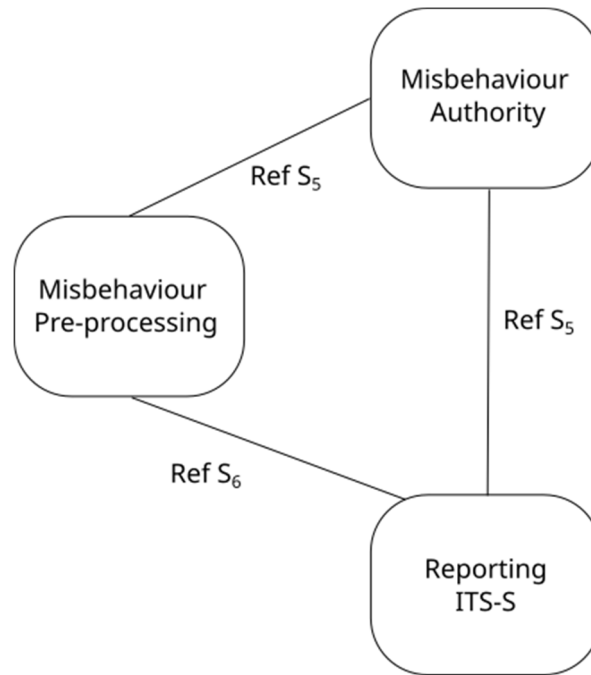 Misbehaviour
Authority
Ref S₅
Misbehaviour
Pre-processing
Ref S₅
Ref S₆
Reporting
ITS-S